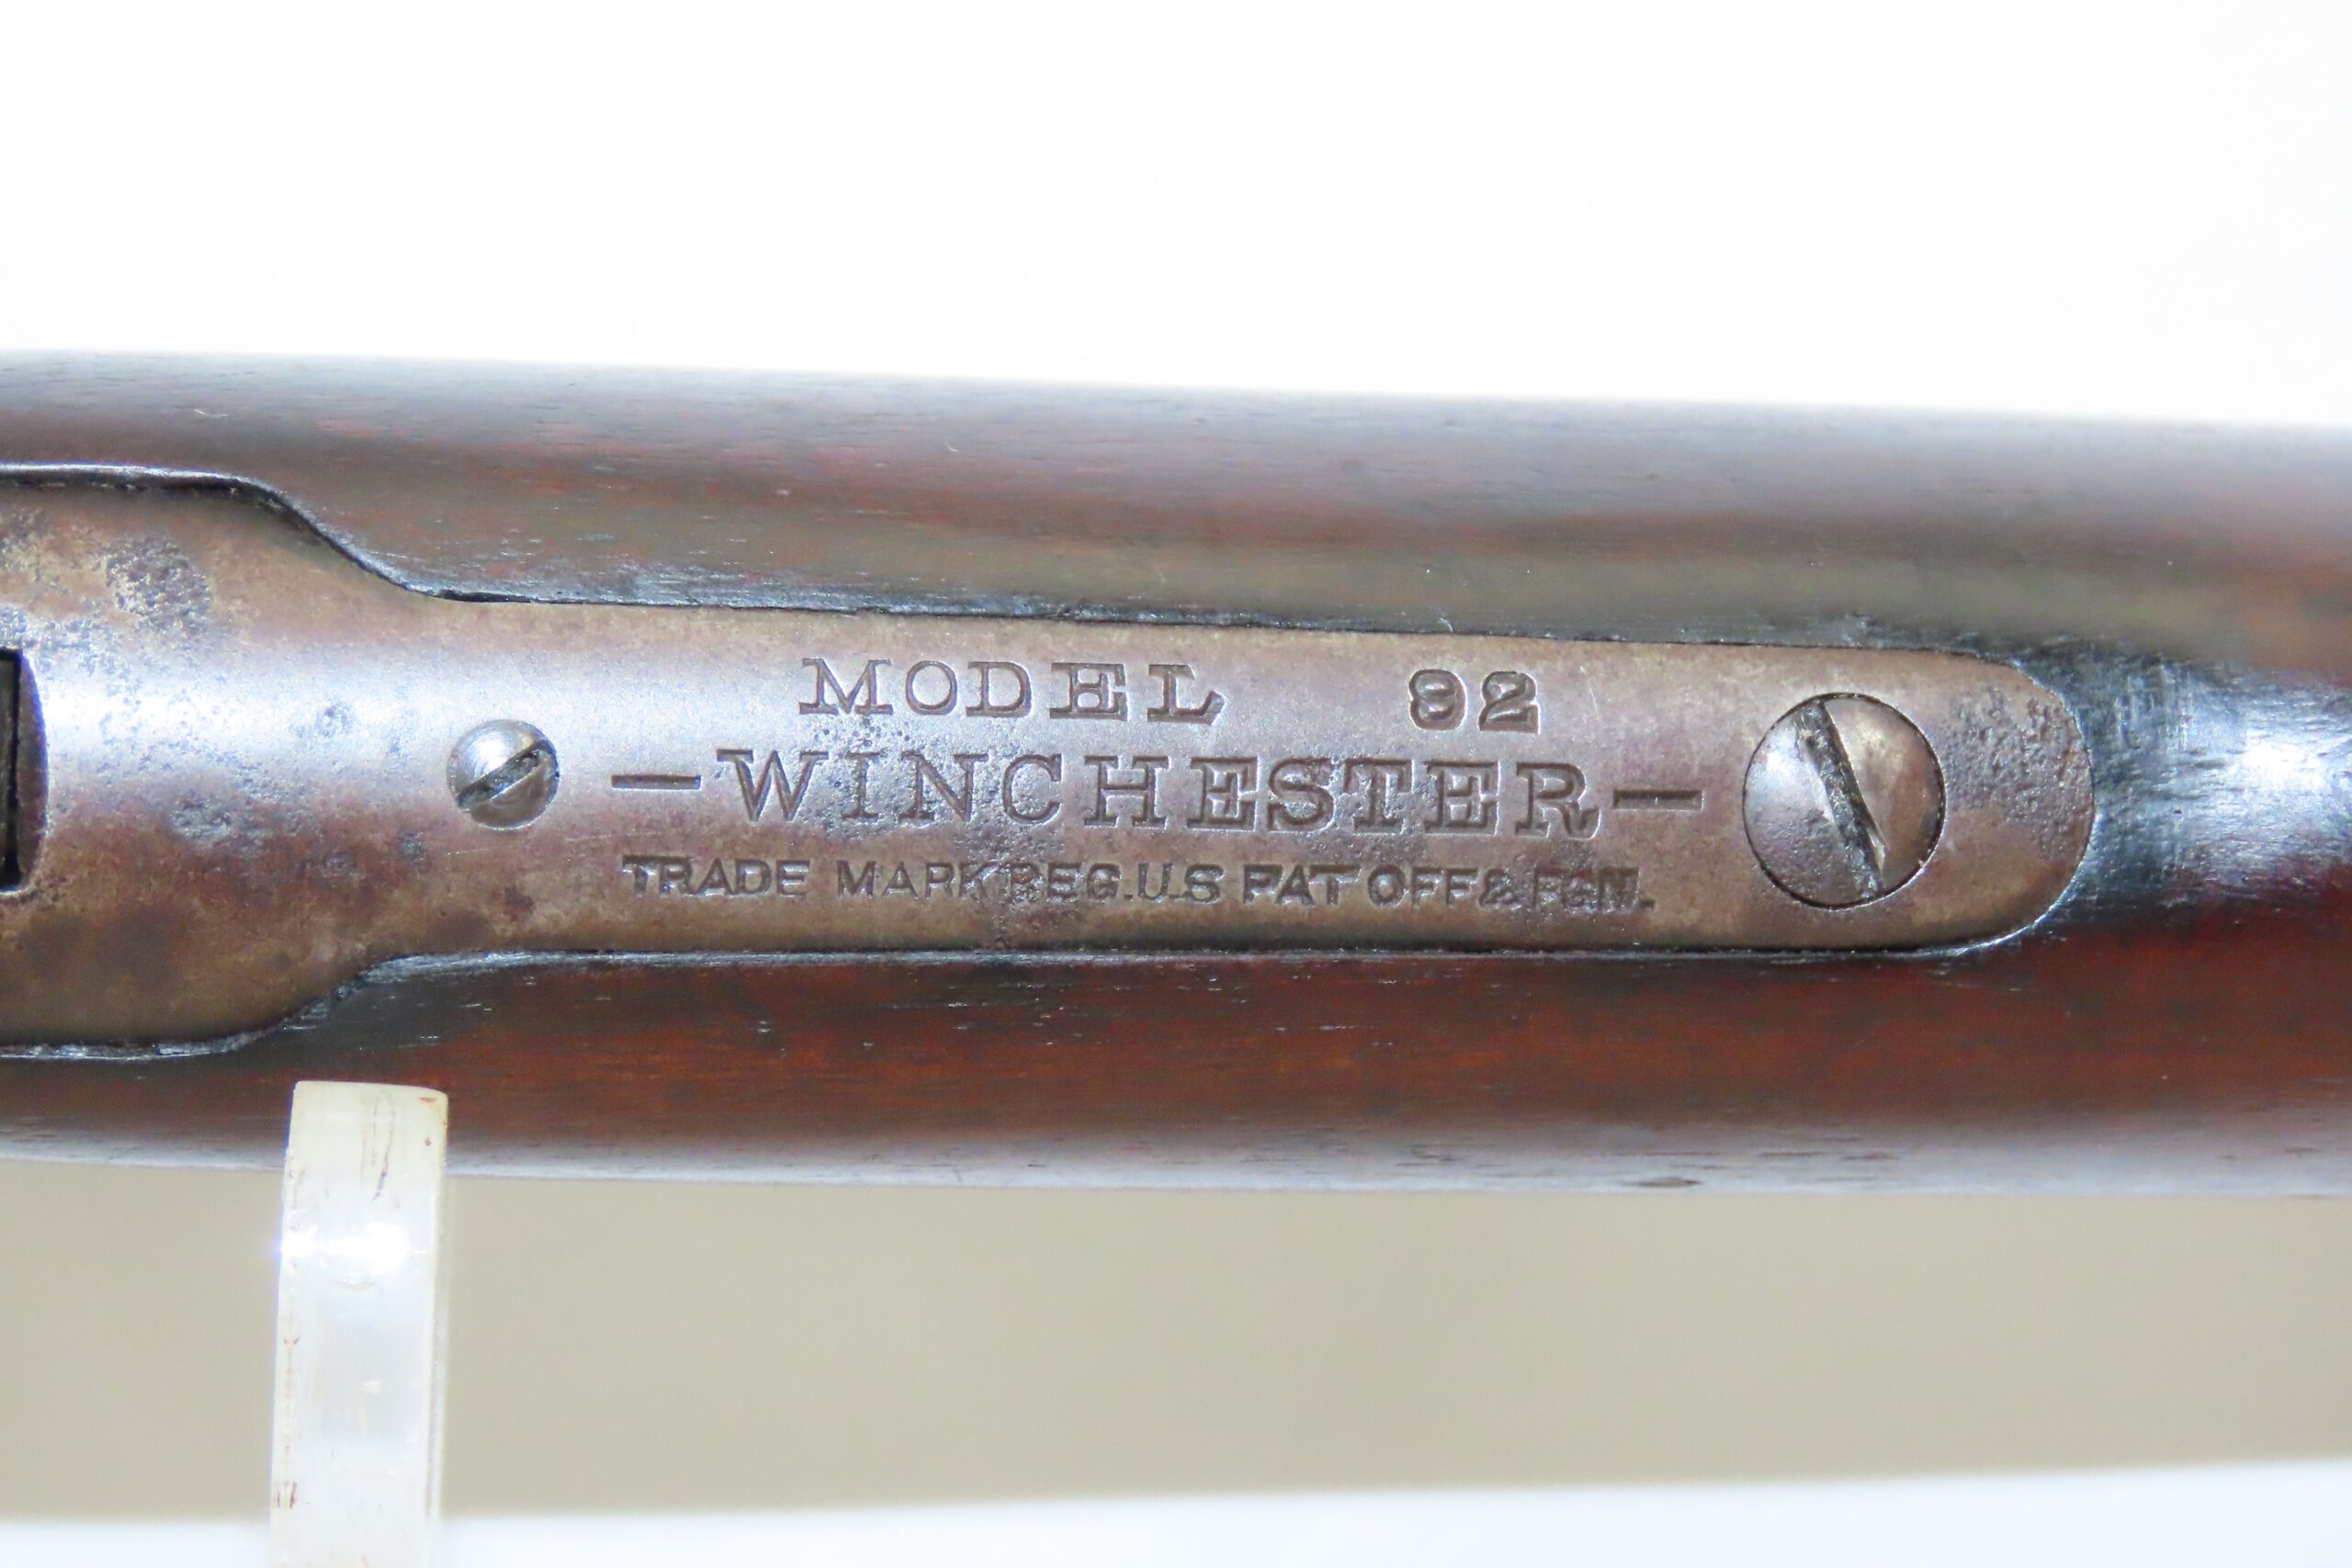 MODEL 92
—WINCHESTER—
TRADE MARK REG.U.S PAT OFF & FGN.